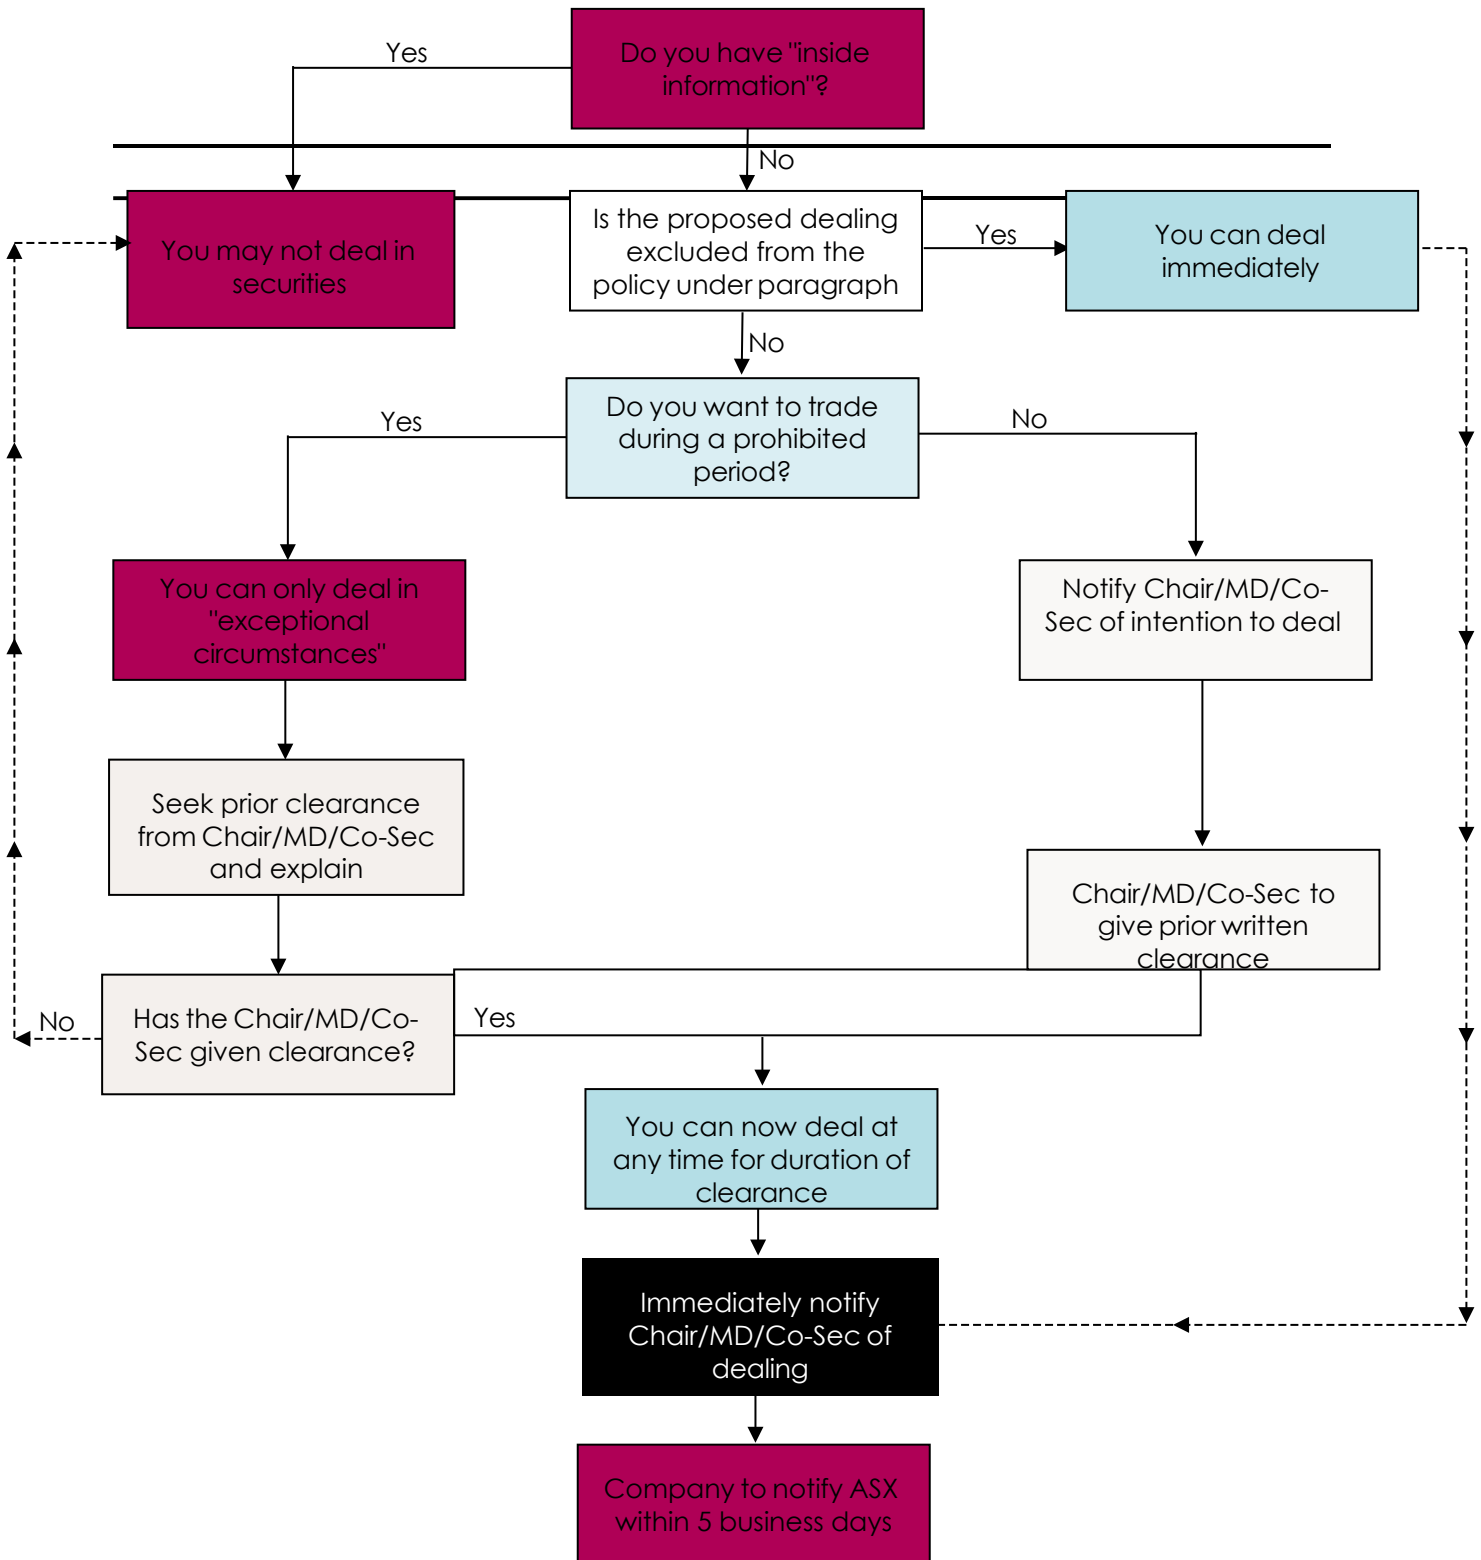 Yes
Do you have "inside
information"?
No
You may not deal in
securities
Is the proposed dealing
excluded from the
policy under paragraph
Yes
You can deal
immediately
No
Yes
Do you want to trade
during a prohibited
period?
No
You can only deal in
"exceptional
circumstances"
Notify Chair/MD/Co-
Sec of intention to deal
Seek prior clearance
from Chair/MD/Co-Sec
and explain
Chair/MD/Co-Sec to
give prior written
clearance
No
Has the Chair/MD/Co-
Sec given clearance?
Yes
You can now deal at
any time for duration of
clearance
Immediately notify
Chair/MD/Co-Sec of
dealing
Company to notify ASX
within 5 business days